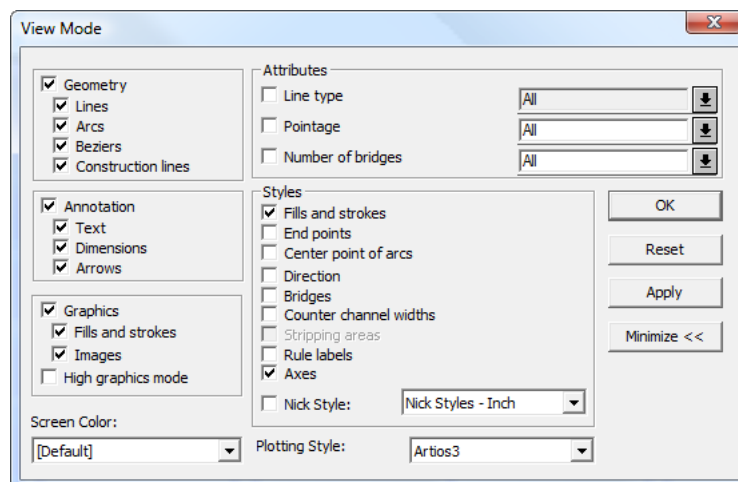 View Mode
Geometry
Lines
Arcs
Beziers
Construction lines
Annotation
Text
Dimensions
Arrows
Graphics
Fills and strokes
Images
High graphics mode
Screen Color:
[Default]
Attributes
Line type
All
Pointage
All
Number of bridges
All
Styles
Fills and strokes
End points
Center point of arcs
Direction
Bridges
Counter channel widths
Stripping areas
Rule labels
Axes
Nick Style:
Nick Styles - Inch
Plotting Style:
Artios3
OK
Reset
Apply
Minimize <<